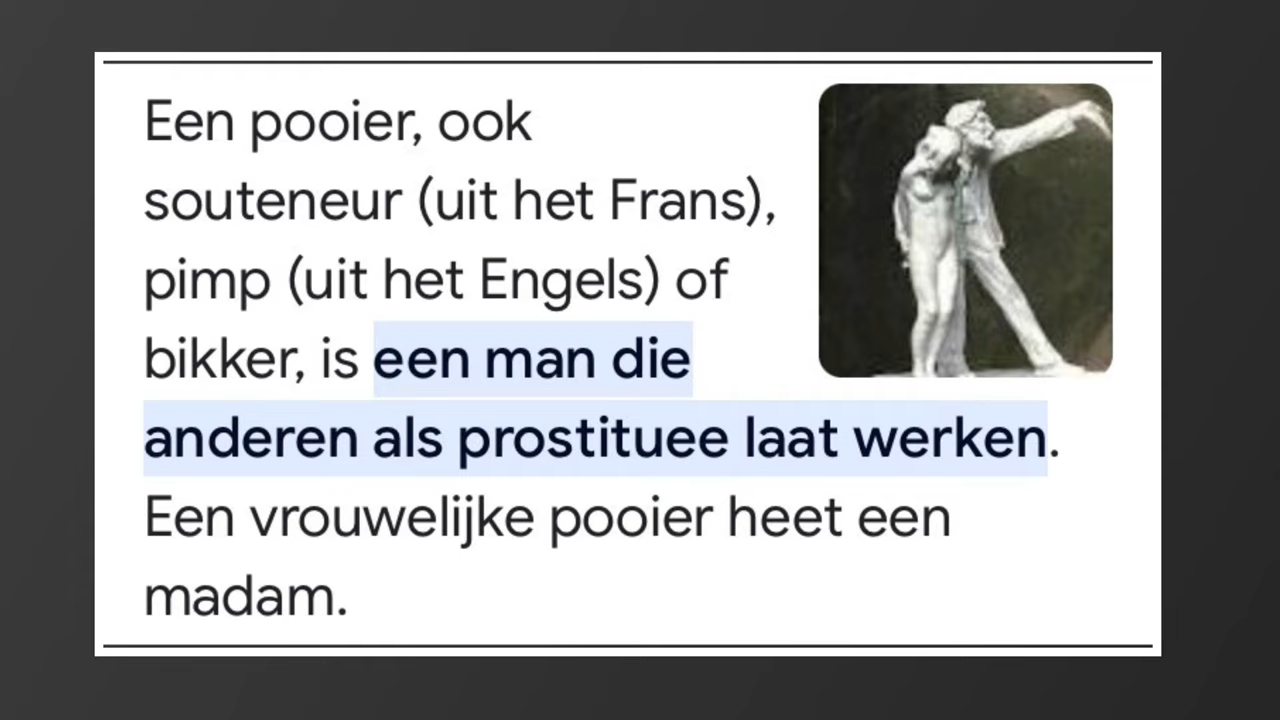 Een pooier, ook
souteneur (uit het Frans),
pimp (uit het Engels) of
bikker, is een man die
anderen als prostituee laat werken.
Een vrouwelijke pooier heet een
madam.